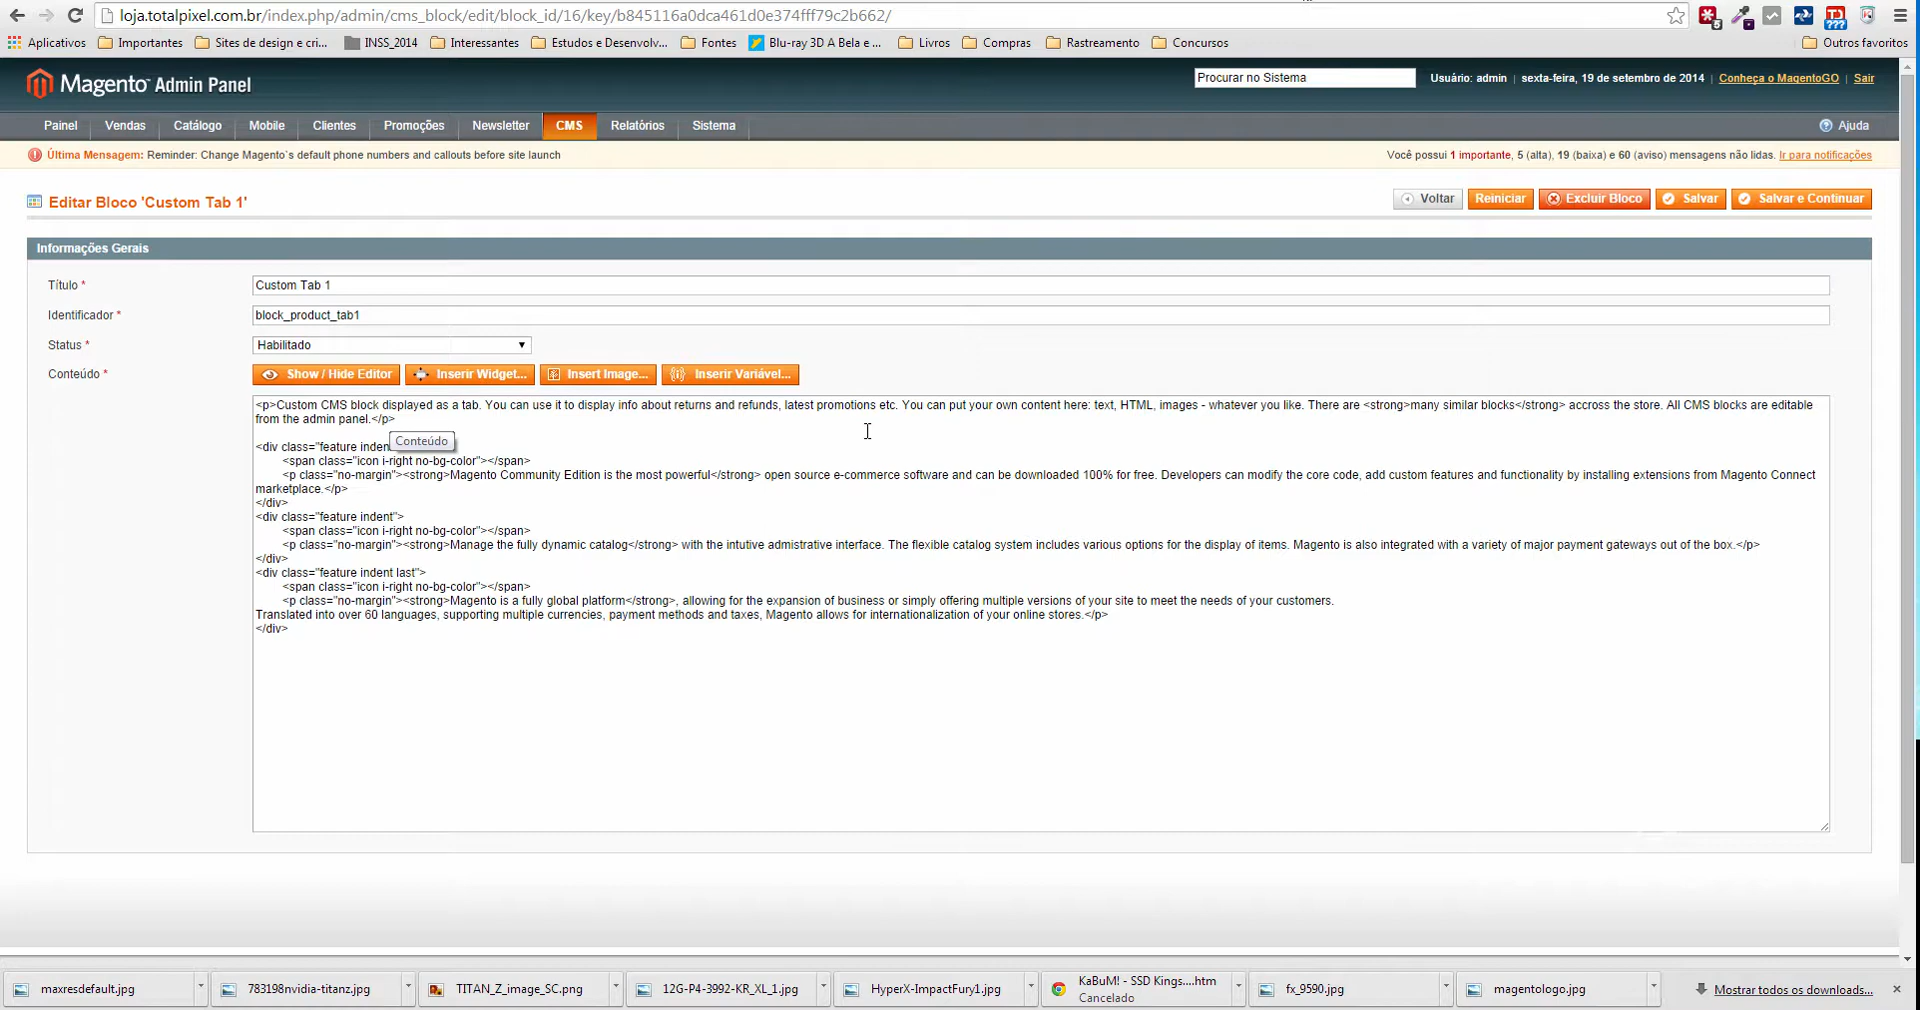 loja.totalpixel.com.br/index.php/admin/cms_block/edit/block_id/16/key/b845116a0dca461d0e374fff79c2b662/
Aplicativos Importantes Sites de design e cri... INSS_2014 Interessantes Estudos e Desenvolv... Fontes Blu-ray 3D A Bela e ... Livros Compras Rastreamento Concursos Outros favoritos
Magento Admin Panel Procurar no Sistema Usuário: admin | sexta-feira, 19 de setembro de 2014 | Conheça o MagentoGO | Sair
Painel Vendas Catálogo Mobile Clientes Promoções Newsletter CMS Relatórios Sistema Ajuda
Última Mensagem: Reminder: Change Magento`s default phone numbers and callouts before site launch Você possui 1 importante, 5 (alta), 19 (baixa) e 60 (aviso) mensagens não lidas. Ir para notificações
Editar Bloco 'Custom Tab 1' Voltar Reiniciar Excluir Bloco Salvar Salvar e Continuar
Informações Gerais
Título * Custom Tab 1
Identificador * block_product_tab1
Status * Habilitado
Conteúdo * Show / Hide Editor Inserir Widget... Insert Image... Inserir Variável...
<p>Custom CMS block displayed as a tab. You can use it to display info about returns and refunds, latest promotions etc. You can put your own content here: text, HTML, images - whatever you like. There are <strong>many similar blocks</strong> accross the store. All CMS blocks are editable
from the admin panel.</p>
<div class="feature inden Conteúdo
<span class="icon i-right no-bg-color"></span>
<p class="no-margin"><strong>Magento Community Edition is the most powerful</strong> open source e-commerce software and can be downloaded 100% for free. Developers can modify the core code, add custom features and functionality by installing extensions from Magento Connect
marketplace.</p>
</div>
<div class="feature indent">
<span class="icon i-right no-bg-color"></span>
<p class="no-margin"><strong>Manage the fully dynamic catalog</strong> with the intutive admistrative interface. The flexible catalog system includes various options for the display of items. Magento is also integrated with a variety of major payment gateways out of the box.</p>
</div>
<div class="feature indent last">
<span class="icon i-right no-bg-color"></span>
<p class="no-margin"><strong>Magento is a fully global platform</strong>, allowing for the expansion of business or simply offering multiple versions of your site to meet the needs of your customers.
Translated into over 60 languages, supporting multiple currencies, payment methods and taxes, Magento allows for internationalization of your online stores.</p>
</div>
maxresdefault.jpg 783198nvidia-titanz.jpg TITAN_Z_image_SC.png 12G-P4-3992-KR_XL_1.jpg HyperX-ImpactFury1.jpg KaBuM! - SSD Kings....htm fx_9590.jpg magentologo.jpg Mostrar todos os downloads...
Cancelado